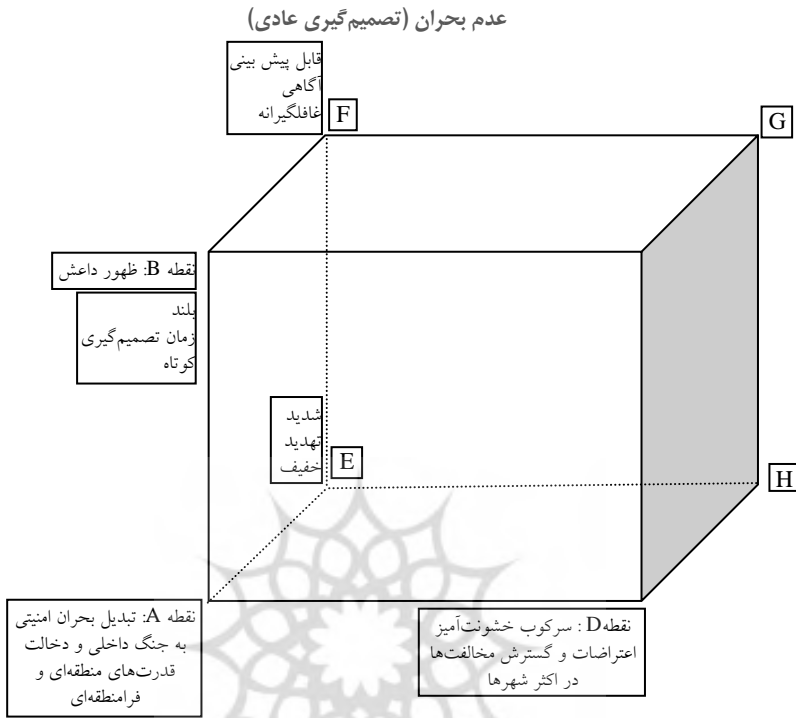 عدم بحران (تصمیم‌گیری عادی)
قابل پیش بینی
آگاهی
غافلگیرانه
F
G
نقطه B: ظهور داعش
بلند
زمان تصمیم‌گیری
کوتاه
شدید
تهدید
خفیف
E
H
نقطه A: تبدیل بحران امنیتی
به جنگ داخلی و دخالت
قدرت‌های منطقه‌ای و
فرامنطقه‌ای
نقطهD : سرکوب خشونت‌آمیز
اعتراضات و گسترش مخالفت‌ها
در اکثر شهرها